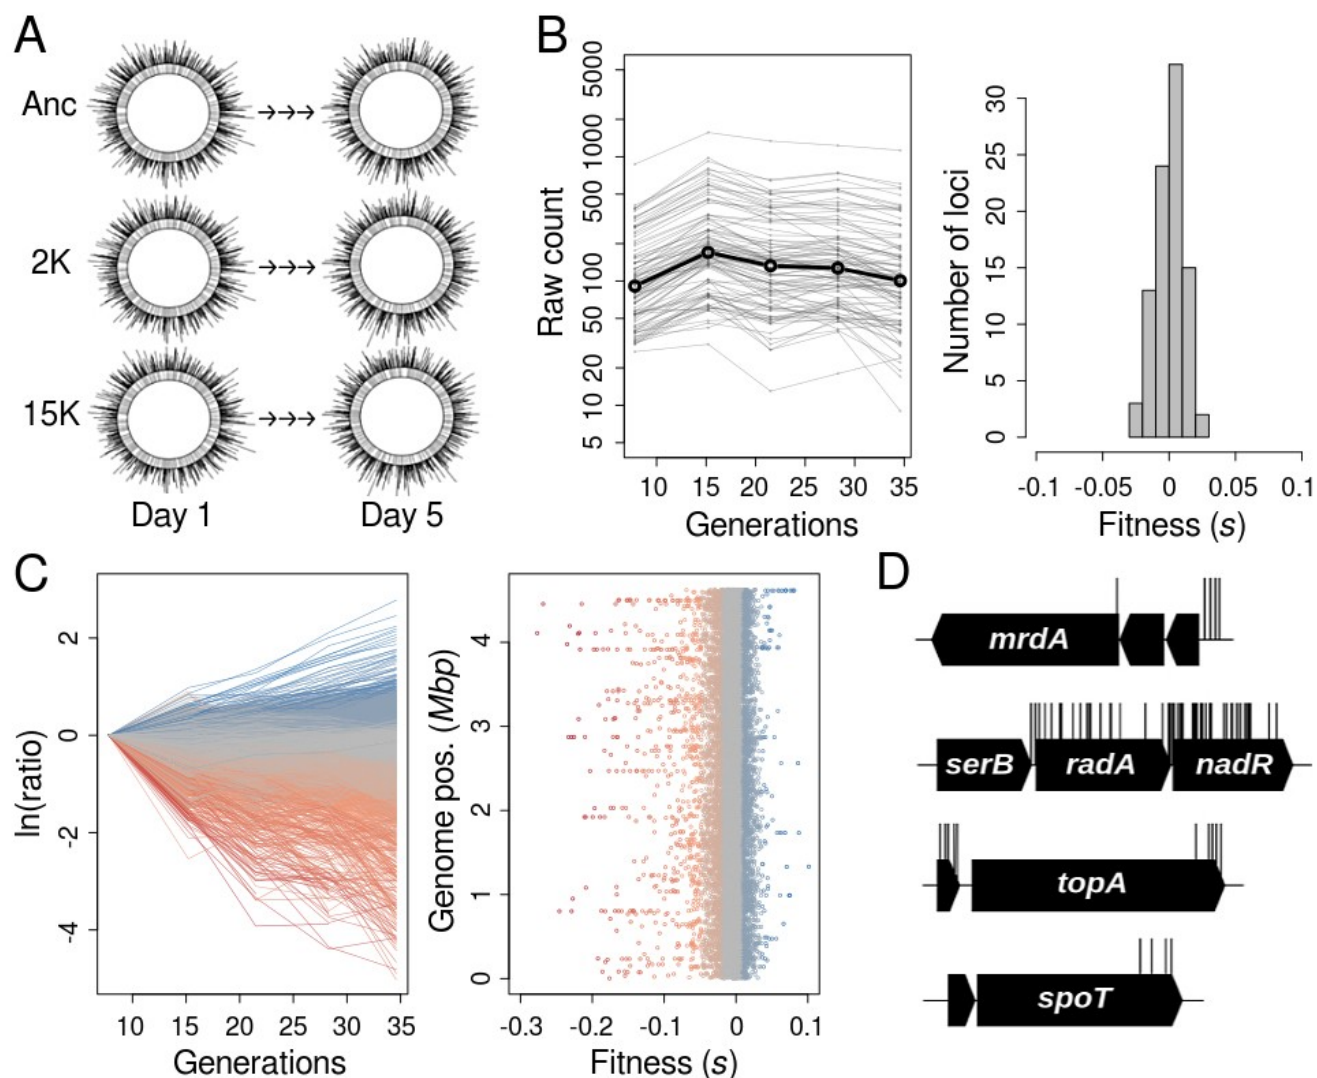 A
Anc
2K
15K
Day 1
Day 5
B
Raw count
5000
1000
500
100
50
20
10
5
10 15 20 25 30 35
Generations
Number of loci
30
25
20
15
10
5
0
-0.1 -0.05 0 0.05 0.1
Fitness (s)
C
ln(ratio)
2
0
-2
-4
10 15 20 25 30 35
Generations
Genome pos. (Mbp)
4
3
2
1
0
-0.3 -0.2 -0.1 0 0.1
Fitness (s)
D
mrdA
serB radA nadR
topA
spoT